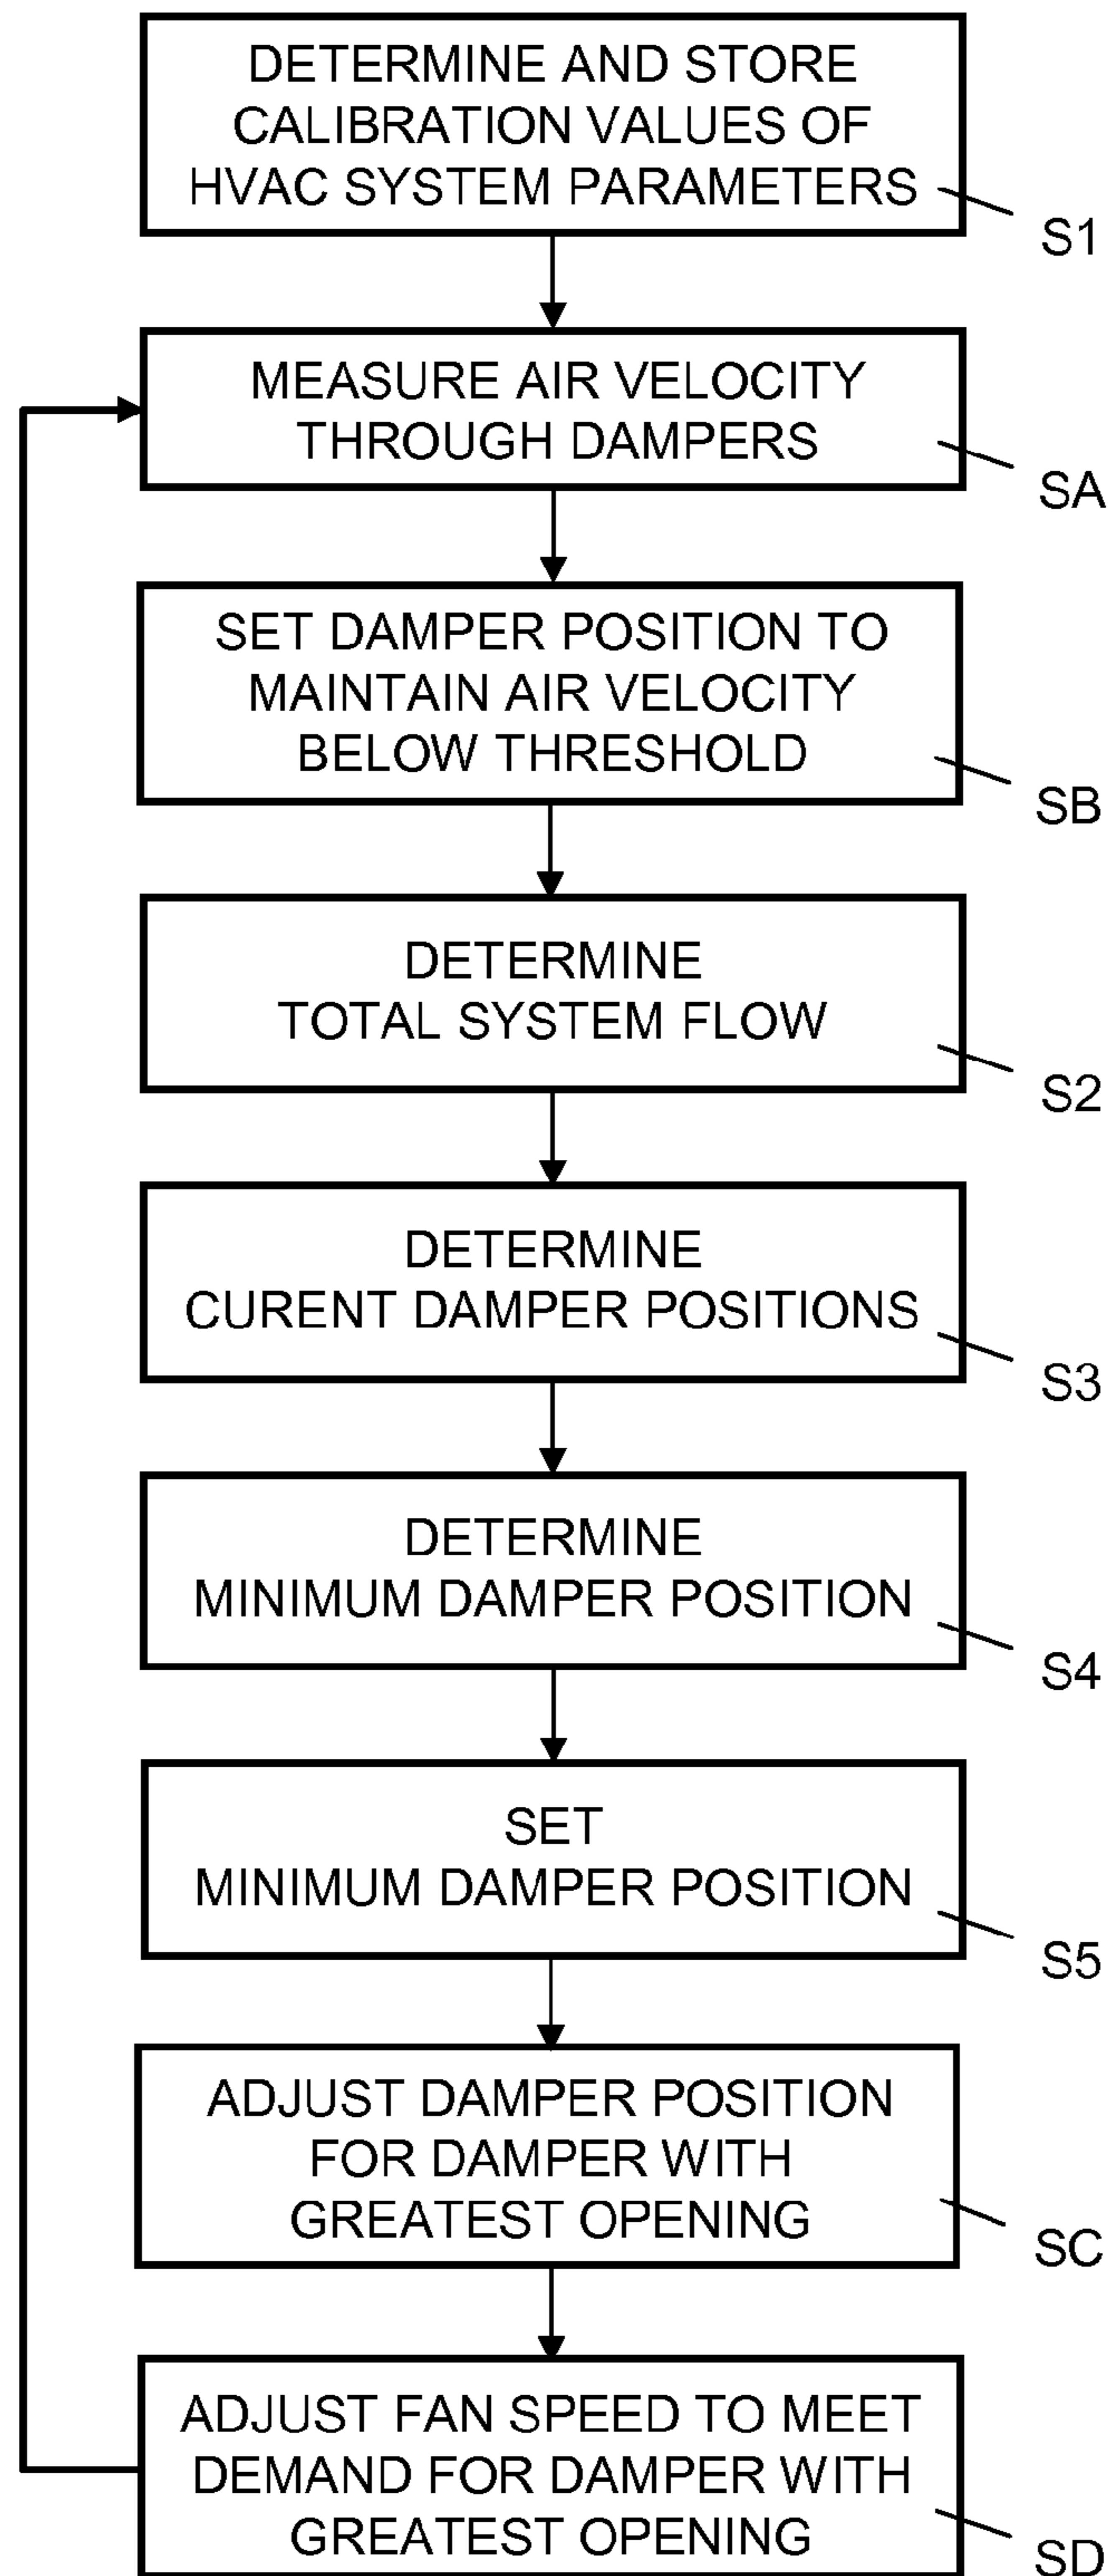 DETERMINE AND STORE
CALIBRATION VALUES OF
HVAC SYSTEM PARAMETERS
S1
MEASURE AIR VELOCITY
THROUGH DAMPERS
SA
SET DAMPER POSITION TO
MAINTAIN AIR VELOCITY
BELOW THRESHOLD
SB
DETERMINE
TOTAL SYSTEM FLOW
S2
DETERMINE
CURENT DAMPER POSITIONS
S3
DETERMINE
MINIMUM DAMPER POSITION
S4
SET
MINIMUM DAMPER POSITION
S5
ADJUST DAMPER POSITION
FOR DAMPER WITH
GREATEST OPENING
SC
ADJUST FAN SPEED TO MEET
DEMAND FOR DAMPER WITH
GREATEST OPENING
SD